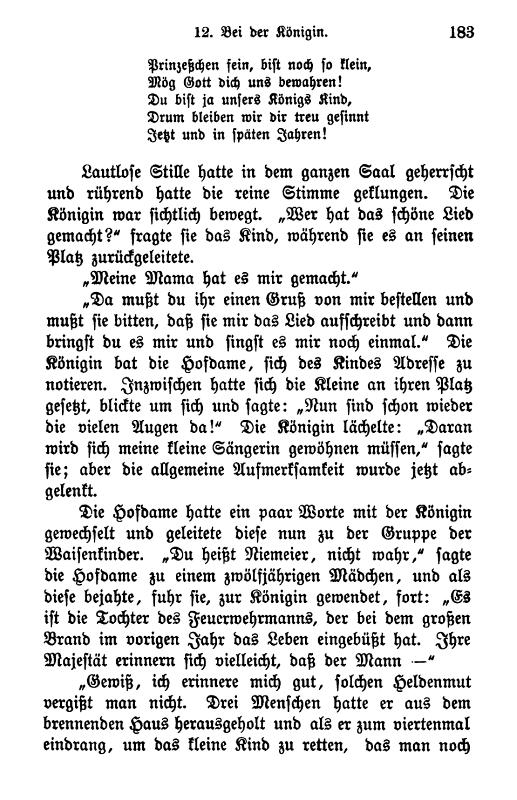 12. Bei der Königin. 183
Prinzeßchen fein, bist noch so klein,
Mög Gott dich uns bewahren!
Du bist ja unsers Königs Kind,
Drum bleiben wir dir treu gesinnt
Jetzt und in späten Jahren!
Lautlose Stille hatte in dem ganzen Saal geherrscht
und rührend hatte die reine Stimme geklungen. Die
Königin war sichtlich bewegt. „Wer hat das schöne Lied
gemacht?“ fragte sie das Kind, während sie es an seinen
Platz zurückgeleitete.
„Meine Mama hat es mir gemacht.“
„Da mußt du ihr einen Gruß von mir bestellen und
mußt sie bitten, daß sie mir das Lied aufschreibt und dann
bringst du es mir und singst es mir noch einmal.“ Die
Königin bat die Hofdame, sich des Kindes Adresse zu
notieren. Inzwischen hatte sich die Kleine an ihren Platz
gesetzt, blickte um sich und sagte: „Nun sind schon wieder
die vielen Augen da!“ Die Königin lächelte: „Daran
wird sich meine kleine Sängerin gewöhnen müssen,“ sagte
sie; aber die allgemeine Aufmerksamkeit wurde jetzt ab-
gelenkt.
Die Hofdame hatte ein paar Worte mit der Königin
gewechselt und geleitete diese nun zu der Gruppe der
Waisenkinder. „Du heißt Niemeier, nicht wahr,“ sagte
die Hofdame zu einem zwölfjährigen Mädchen, und als
diese bejahte, fuhr sie, zur Königin gewendet, fort: „Es
ist die Tochter des Feuerwehrmanns, der bei dem großen
Brand im vorigen Jahr das Leben eingebüßt hat. Ihre
Majestät erinnern sich vielleicht, daß der Mann —“
„Gewiß, ich erinnere mich gut, solchen Heldenmut
vergißt man nicht. Drei Menschen hatte er aus dem
brennenden Haus herausgeholt und als er zum viertenmal
eindrang, um das kleine Kind zu retten, das man noch